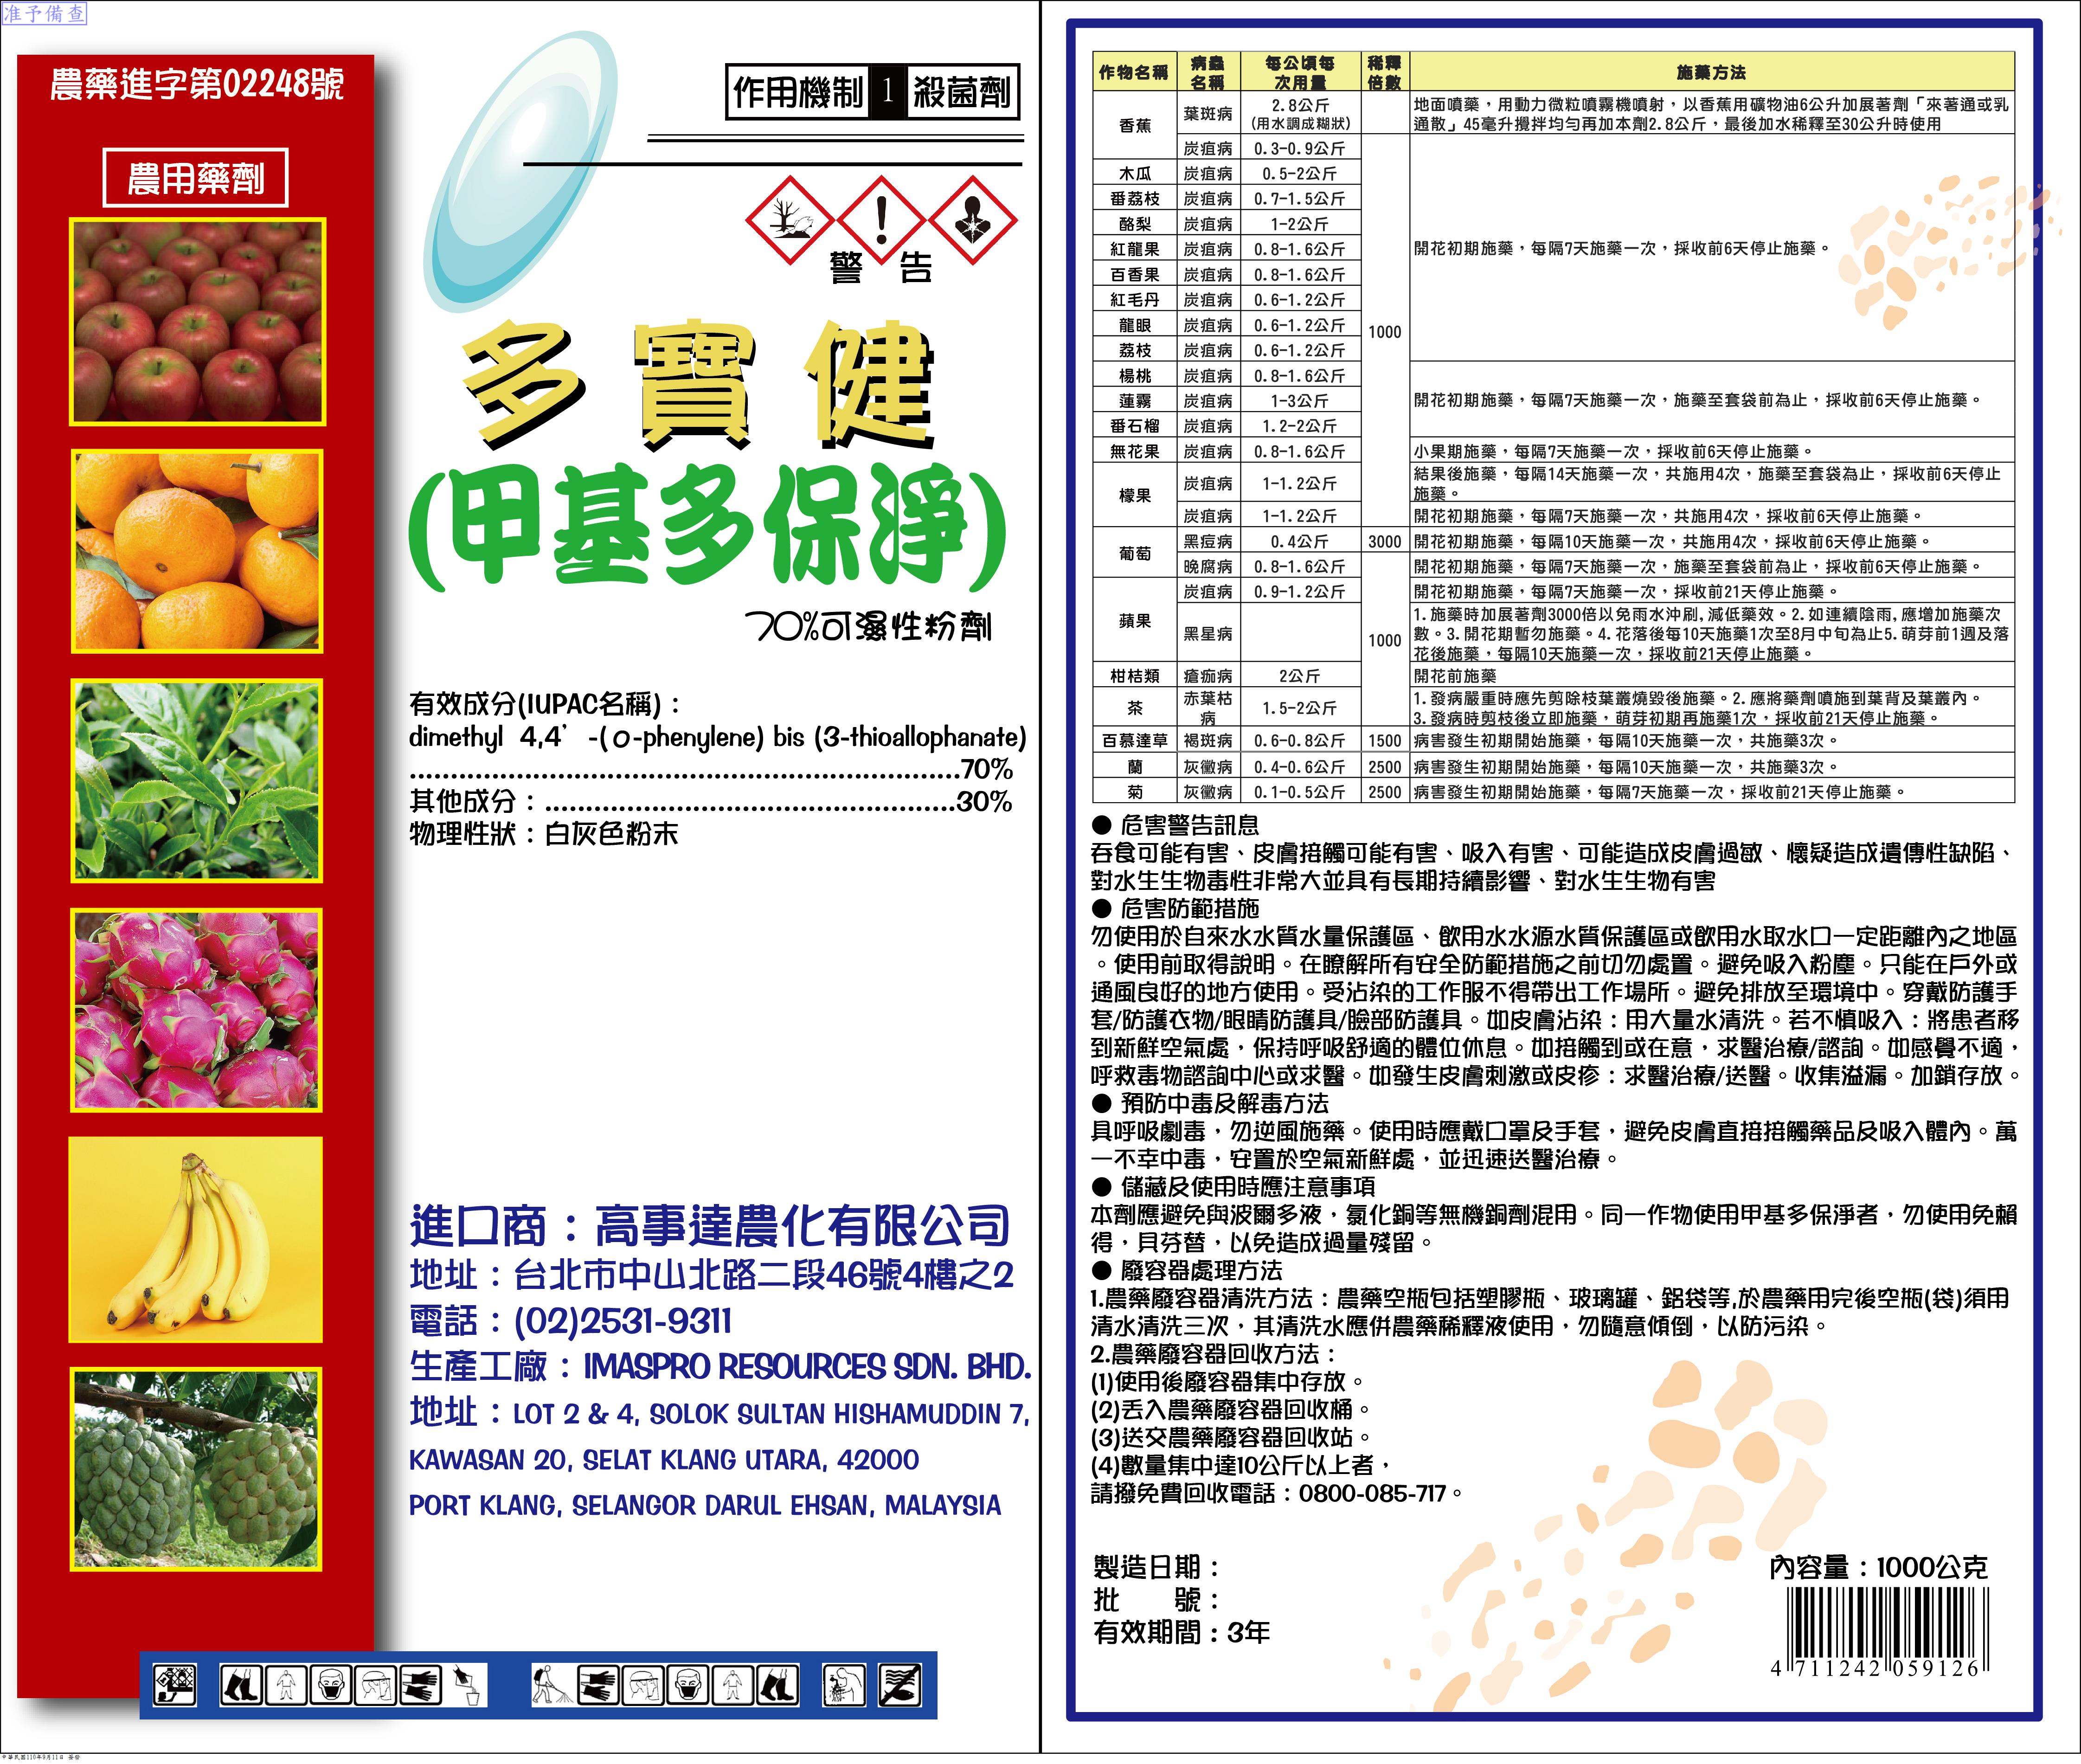 准予備查
農藥進字第02248號
農用藥劑
作用機制 1 殺菌劑
警告
多寶健
(甲基多保淨)
70%可濕性粉劑
有效成分(IUPAC名稱)：
dimethyl 4,4’-(o-phenylene) bis (3-thioallophanate)
..................................................................70%
其他成分：.................................................30%
物理性狀：白灰色粉末
進口商：高事達農化有限公司
地址：台北市中山北路二段46號4樓之2
電話：(02)2531-9311
生產工廠：IMASPRO RESOURCES SDN. BHD.
地址：LOT 2 & 4, SOLOK SULTAN HISHAMUDDIN 7,
KAWASAN 20, SELAT KLANG UTARA, 42000
PORT KLANG, SELANGOR DARUL EHSAN, MALAYSIA
中華民國110年9月11日
作物名稱 病蟲名稱 每公頃每次用量 稀釋倍數 施藥方法
香蕉 葉斑病 2.8公斤(用水調成糊狀) 地面噴藥，用動力微粒噴霧機噴射，以香蕉用礦物油6公升加展著劑「來著通或乳
通散」45毫升攪拌均勻再加本劑2.8公斤，最後加水稀釋至30公升時使用
炭疽病 0.3-0.9公斤
木瓜 炭疽病 0.5-2公斤
番荔枝 炭疽病 0.7-1.5公斤
酪梨 炭疽病 1-2公斤
紅龍果 炭疽病 0.8-1.6公斤 開花初期施藥，每隔7天施藥一次，採收前6天停止施藥。
百香果 炭疽病 0.8-1.6公斤
紅毛丹 炭疽病 0.6-1.2公斤
龍眼 炭疽病 0.6-1.2公斤 1000
荔枝 炭疽病 0.6-1.2公斤
楊桃 炭疽病 0.8-1.6公斤
蓮霧 炭疽病 1-3公斤 開花初期施藥，每隔7天施藥一次，施藥至套袋前為止，採收前6天停止施藥。
番石榴 炭疽病 1.2-2公斤
無花果 炭疽病 0.8-1.6公斤 小果期施藥，每隔7天施藥一次，採收前6天停止施藥。
檬果 炭疽病 1-1.2公斤 結果後施藥，每隔14天施藥一次，共施用4次，施藥至套袋為止，採收前6天停止
施藥。
炭疽病 1-1.2公斤 開花初期施藥，每隔7天施藥一次，共施用4次，採收前6天停止施藥。
葡萄 黑痘病 0.4公斤 3000 開花初期施藥，每隔10天施藥一次，共施用4次，採收前6天停止施藥。
晚腐病 0.8-1.6公斤 開花初期施藥，每隔7天施藥一次，施藥至套袋前為止，採收前6天停止施藥。
蘋果 炭疽病 0.9-1.2公斤 開花初期施藥，每隔7天施藥一次，採收前21天停止施藥。
黑星病 1000 1.施藥時加展著劑3000倍以免雨水沖刷,減低藥效。2.如連續陰雨,應增加施藥次
數。3.開花期暫勿施藥。4.花落後每10天施藥1次至8月中旬為止5.萌芽前1週及落
花後施藥，每隔10天施藥一次，採收前21天停止施藥。
柑桔類 瘡痂病 2公斤 開花前施藥
茶 赤葉枯病 1.5-2公斤 1.發病嚴重時應先剪除枝葉叢燒毀後施藥。2.應將藥劑噴施到葉背及葉叢內。
3.發病時剪枝後立即施藥，萌芽初期再施藥1次，採收前21天停止施藥。
百慕達草 褐斑病 0.6-0.8公斤 1500 病害發生初期開始施藥，每隔10天施藥一次，共施藥3次。
蘭 灰黴病 0.4-0.6公斤 2500 病害發生初期開始施藥，每隔10天施藥一次，共施藥3次。
菊 灰黴病 0.1-0.5公斤 2500 病害發生初期開始施藥，每隔7天施藥一次，採收前21天停止施藥。
● 危害警告訊息
吞食可能有害、皮膚接觸可能有害、吸入有害、可能造成皮膚過敏、懷疑造成遺傳性缺陷、
對水生生物毒性非常大並具有長期持續影響、對水生生物有害
● 危害防範措施
勿使用於自來水水質水量保護區、飲用水水源水質保護區或飲用水取水口一定距離內之地區
。使用前取得說明。在瞭解所有安全防範措施之前切勿處置。避免吸入粉塵。只能在戶外或
通風良好的地方使用。受沾染的工作服不得帶出工作場所。避免排放至環境中。穿戴防護手
套/防護衣物/眼睛防護具/臉部防護具。如皮膚沾染：用大量水清洗。若不慎吸入：將患者移
到新鮮空氣處，保持呼吸舒適的體位休息。如接觸到或在意，求醫治療/諮詢。如感覺不適，
呼救毒物諮詢中心或求醫。如發生皮膚刺激或皮疹：求醫治療/送醫。收集溢漏。加鎖存放。
● 預防中毒及解毒方法
具呼吸劇毒，勿逆風施藥。使用時應戴口罩及手套，避免皮膚直接接觸藥品及吸入體內。萬
一不幸中毒，安置於空氣新鮮處，並迅速送醫治療。
● 儲藏及使用時應注意事項
本劑應避免與波爾多液，氯化銅等無機銅劑混用。同一作物使用甲基多保淨者，勿使用免賴
得，貝芬替，以免造成過量殘留。
● 廢容器處理方法
1.農藥廢容器清洗方法：農藥空瓶包括塑膠瓶、玻璃罐、鋁袋等,於農藥用完後空瓶(袋)須用
清水清洗三次，其清洗水應併農藥稀釋液使用，勿隨意傾倒，以防污染。
2.農藥廢容器回收方法：
(1)使用後廢容器集中存放。
(2)丟入農藥廢容器回收桶。
(3)送交農藥廢容器回收站。
(4)數量集中達10公斤以上者，
請撥免費回收電話：0800-085-717。
製造日期：
批　號：
有效期間：3年
內容量：1000公克
4 711242 059126